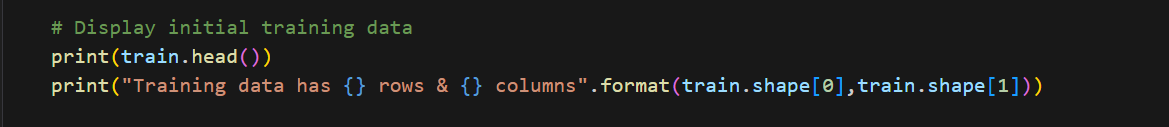 # Display initial training data
print(train.head())
print("Training data has {} rows & {} columns".format(train.shape[0],train.shape[1]))